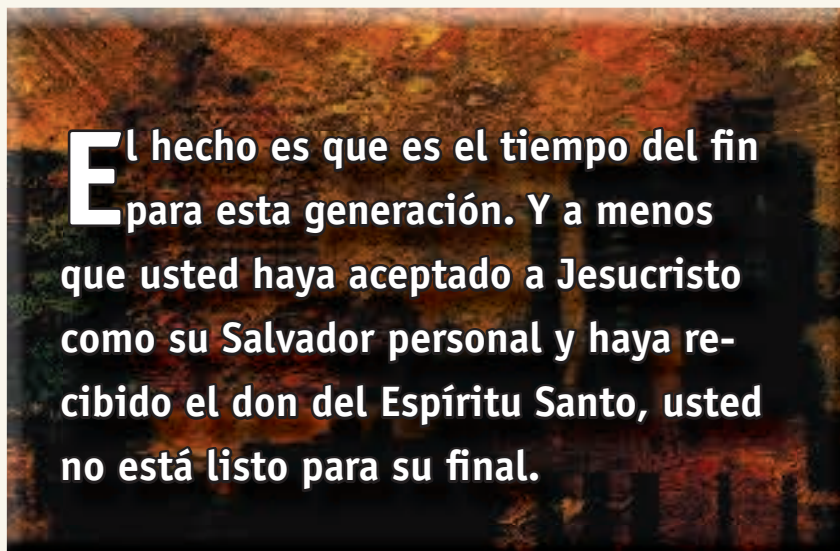 El hecho es que es el tiempo del fin
para esta generación. Y a menos
que usted haya aceptado a Jesucristo
como su Salvador personal y haya re-
cibido el don del Espíritu Santo, usted
no está listo para su final.